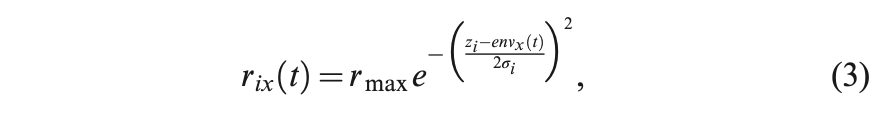 r_{ix}(t) = r_{max} e^{-\left(\frac{z_i - env_x(t)}{2\sigma_i}\right)^2}, (3)